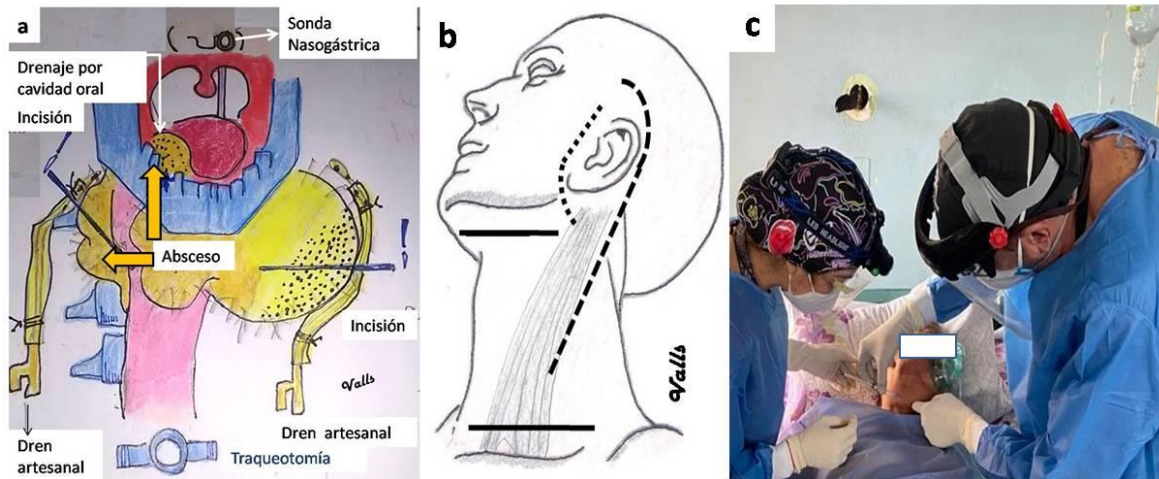 a
Sonda
Nasogástrica
Drenaje por
cavidad oral
Incisión
Absceso
Incisión
Valls
Dren
artesanal
Dren artesanal
Traqueotomía
b
Valls
c